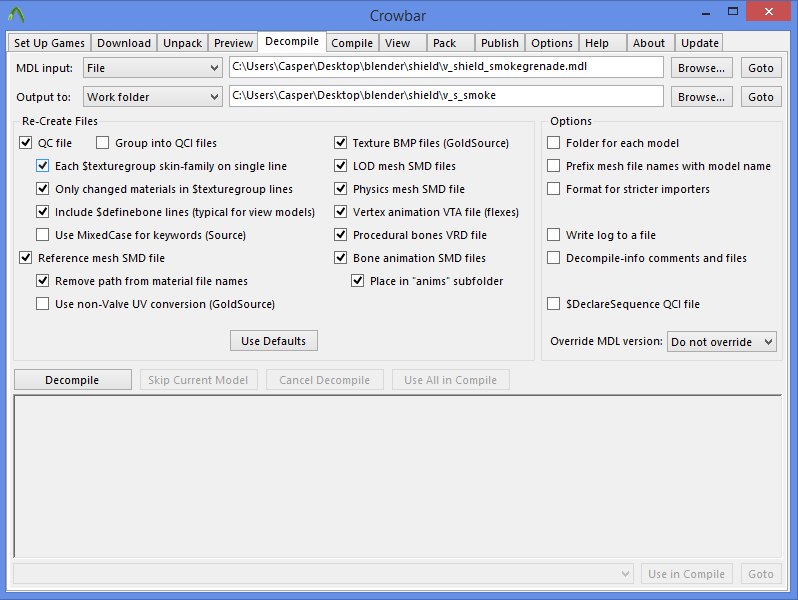 Crowbar
Set Up Games Download Unpack Preview Decompile Compile View Pack Publish Options Help About Update
MDL input: File C:\Users\Casper\Desktop\blender\shield\v_shield_smokegrenade.mdl Browse... Goto
Output to: Work folder C:\Users\Casper\Desktop\blender\shield\v_s_smoke Browse... Goto
Re-Create Files Options
QC file Group into QCI files Texture BMP files (GoldSource) Folder for each model
Each $texturegroup skin-family on single line LOD mesh SMD files Prefix mesh file names with model name
Only changed materials in $texturegroup lines Physics mesh SMD file Format for stricter importers
Include $definebone lines (typical for view models) Vertex animation VTA file (flexes)
Use MixedCase for keywords (Source) Procedural bones VRD file Write log to a file
Reference mesh SMD file Bone animation SMD files Decompile-info comments and files
Remove path from material file names Place in "anims" subfolder
Use non-Valve UV conversion (GoldSource) $DeclareSequence QCI file
Use Defaults Override MDL version: Do not override
Decompile Skip Current Model Cancel Decompile Use All in Compile
Use in Compile Goto